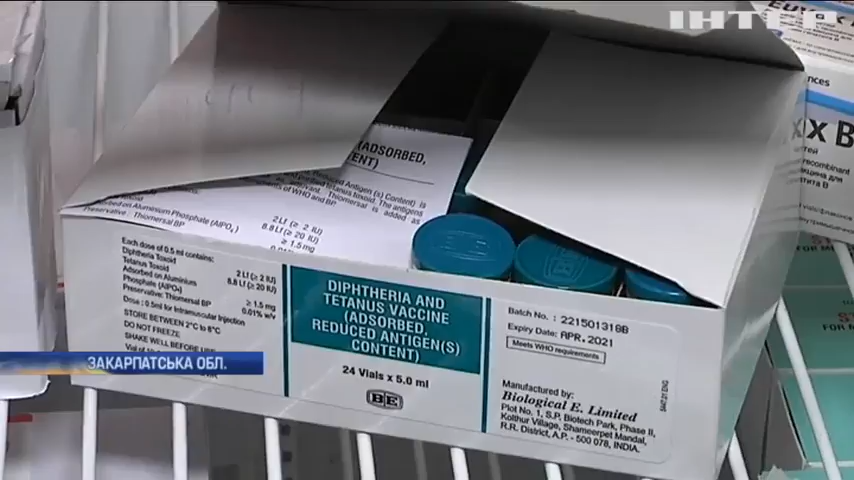 ІНТЕР
(ADSORBED,
Reduced Antigen (s) Content) is
purified tetanus toxoid. The antigens
Thiomersal is added as
of WHO and BP.
on Aluminium Phosphate (AlPO₄)
Preservative : Thiomersal BP
2 Lf (≥ 2 IU)
8.8 Lf (≥ 20 IU)
≥ 1.5 mg
0.01%
Each dose of 0.5 ml contains:
Diphtheria Toxoid 2 Lf (≥ 2 IU)
Tetanus Toxoid 8.8 Lf (≥ 20 IU)
Adsorbed on Aluminium
Phosphate (AlPO₄) ≥ 1.5 mg
Preservative: Thiomersal BP 0.01% w/v
Dose : 0.5ml for Intramuscular Injection
STORE BETWEEN 2°C to 8°C
DO NOT FREEZE
SHAKE WELL BEFORE
DIPHTHERIA AND
TETANUS VACCINE
(ADSORBED,
REDUCED ANTIGEN(S)
CONTENT)
24 Vials x 5.0 ml
BE
Batch No. : 221501318B
Expiry Date: APR. 2021
Meets WHO requirements
Manufactured by:
Biological E. Limited
Plot No. 1, S.P. Biotech Park, Phase II,
Kolthur Village, Shameerpet Mandal,
R.R. District, A.P. - 500 078, INDIA.
ЗАКАРПАТСЬКА ОБЛ.
x B
recombinant